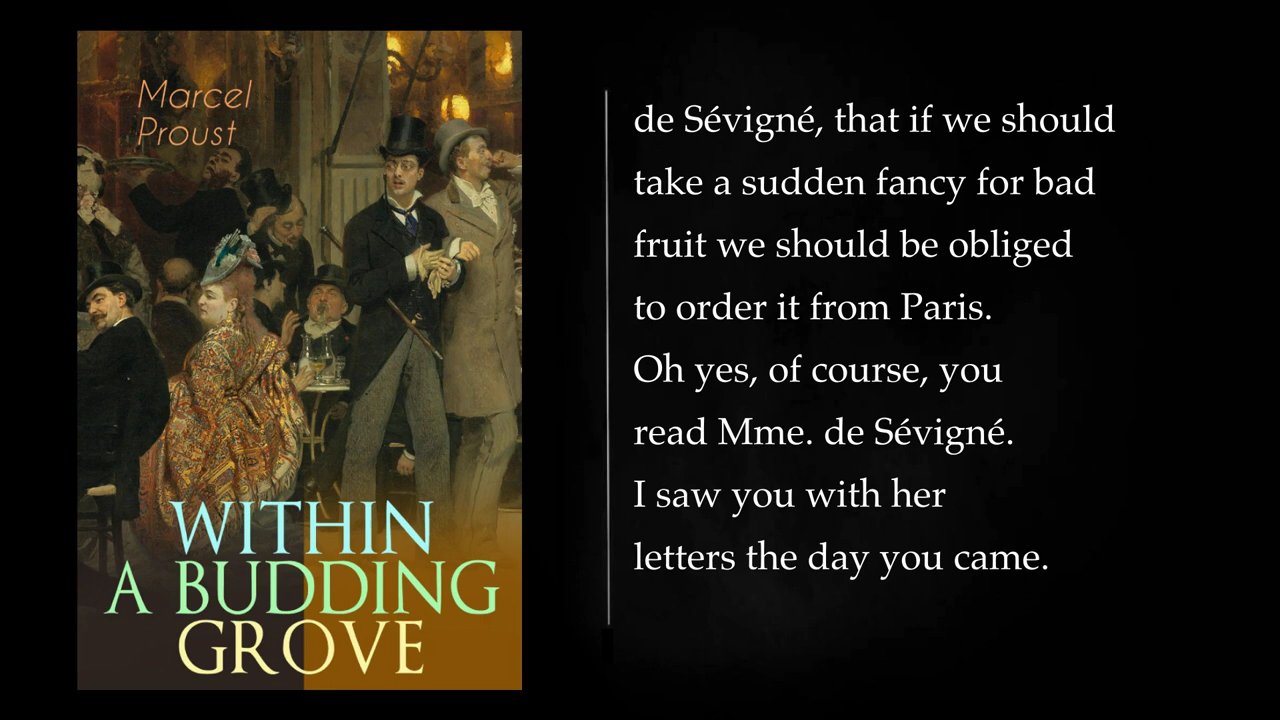 Marcel
Proust
WITHIN
A BUDDING
GROVE
de Sévigné, that if we should
take a sudden fancy for bad
fruit we should be obliged
to order it from Paris.
Oh yes, of course, you
read Mme. de Sévigné.
I saw you with her
letters the day you came.